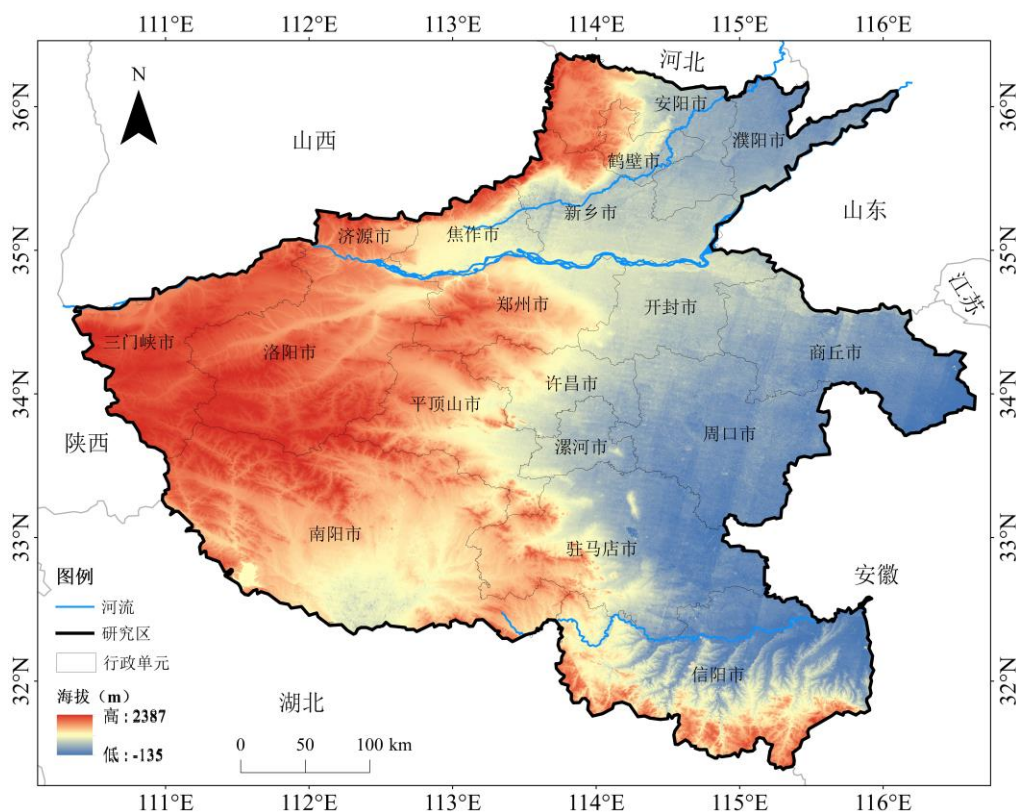 111°E
112°E
113°E
114°E
115°E
116°E
36°N
35°N
34°N
33°N
32°N
36°N
35°N
34°N
33°N
32°N
N
河北
山西
安阳市
濮阳市
鹤壁市
新乡市
山东
济源市
焦作市
江苏
郑州市
开封市
三门峡市
洛阳市
商丘市
许昌市
平顶山市
陕西
漯河市
周口市
南阳市
驻马店市
安徽
信阳市
湖北
图例
河流
研究区
行政单元
海拔（m）
高：2387
低：-135
0 50 100 km
111°E
112°E
113°E
114°E
115°E
116°E